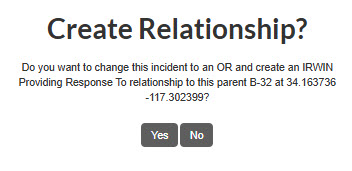 Create Relationship?
Do you want to change this incident to an OR and create an IRWIN
Providing Response To relationship to this parent B-32 at 34.163736
-117.302399?
Yes No